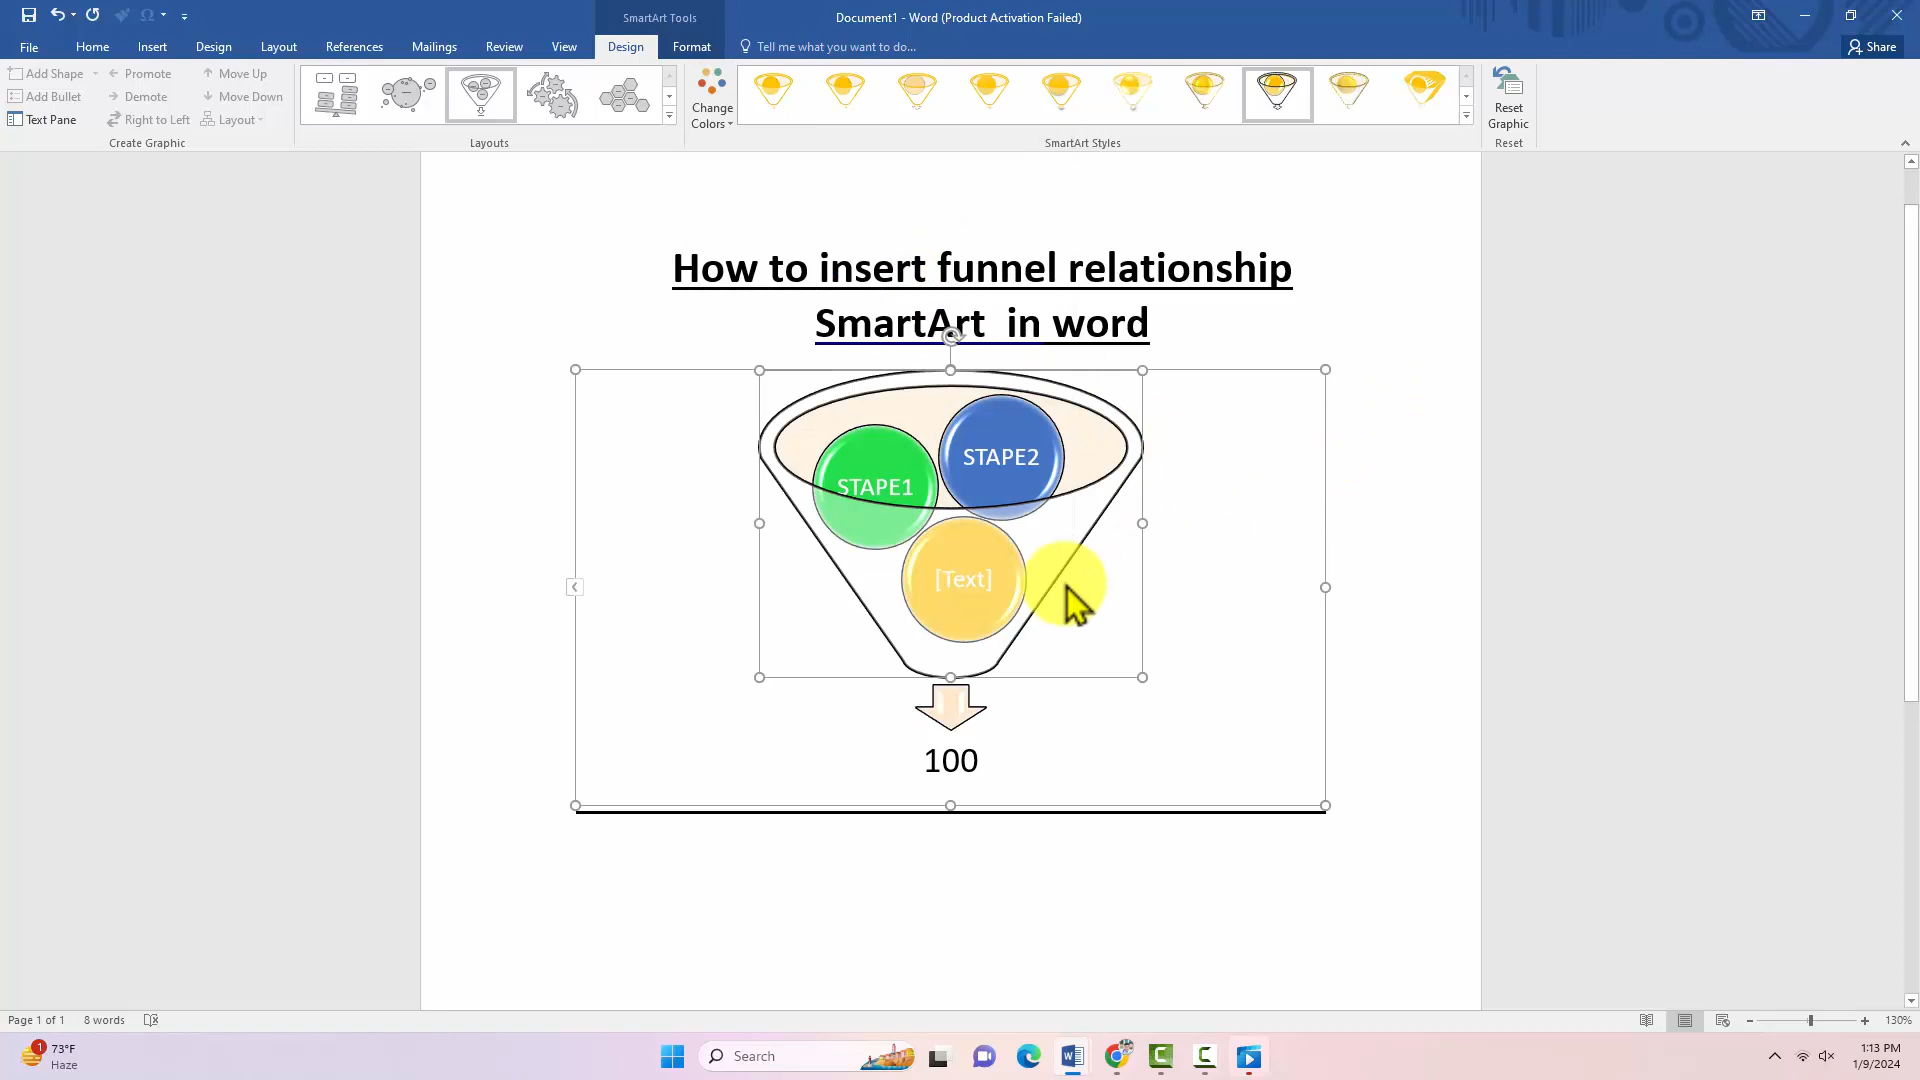 SmartArt Tools
Document1 - Word (Product Activation Failed)
File Home Insert Design Layout References Mailings Review View Design Format Tell me what you want to do... Share
Add Shape Promote Move Up
Add Bullet Demote Move Down
Text Pane Right to Left Layout
Create Graphic
Layouts
Change
Colors
SmartArt Styles
Reset
Graphic
Reset
How to insert funnel relationship
SmartArt in word
STAPE2
STAPE1
[Text]
100
Page 1 of 1 8 words 130%
1 73°F
Haze
Search
1:13 PM
1/9/2024